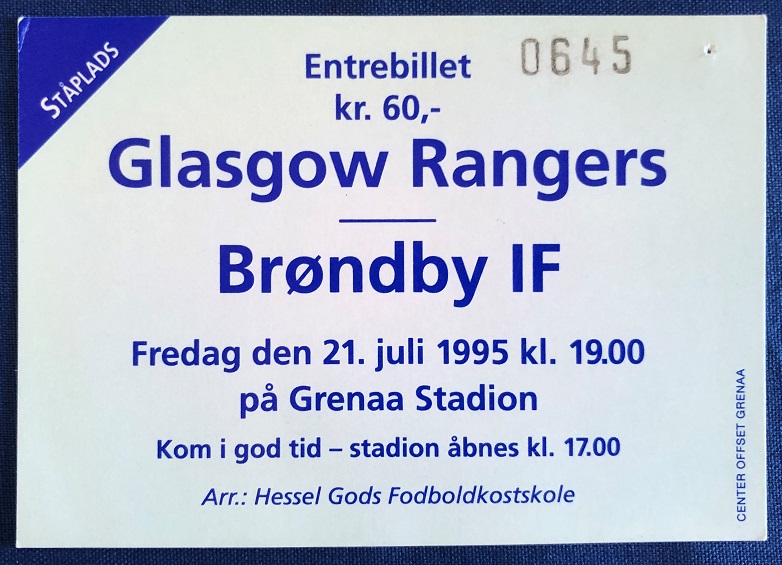 STÅPLADS
Entrebillet
0645
kr. 60,-
Glasgow Rangers
Brøndby IF
Fredag den 21. juli 1995 kl. 19.00
på Grenaa Stadion
Kom i god tid – stadion åbnes kl. 17.00
Arr.: Hessel Gods Fodboldkostskole
CENTER OFFSET GRENAA